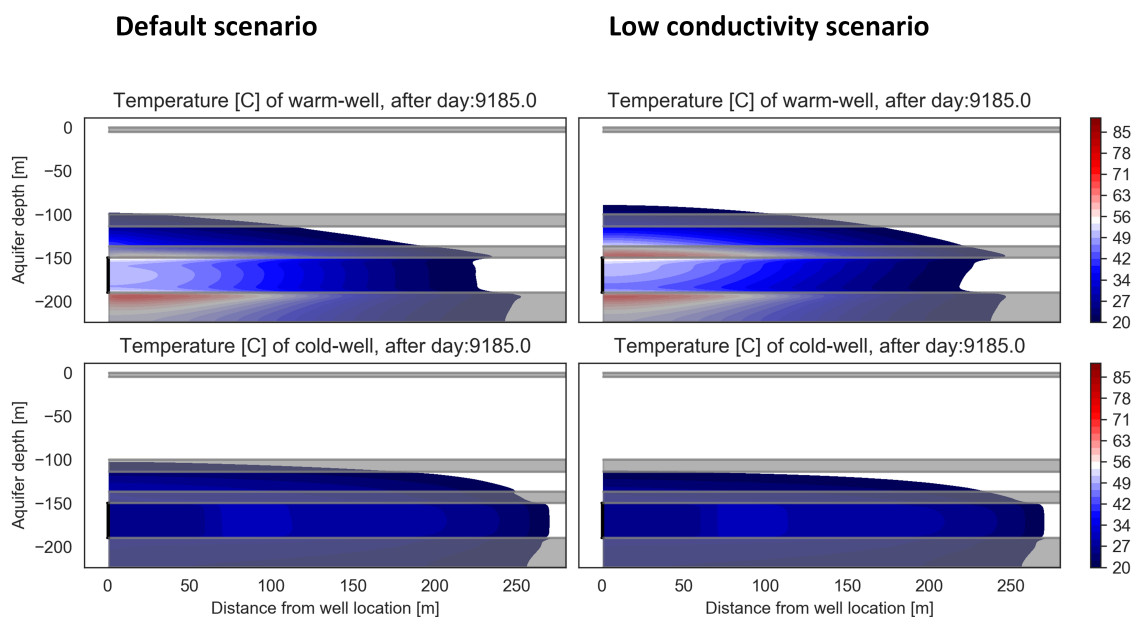 Default scenario
Low conductivity scenario
Temperature [C] of warm-well, after day:9185.0
Temperature [C] of warm-well, after day:9185.0
Aquifer depth [m]
0
−50
−100
−150
−200
85
78
71
63
56
49
42
34
27
20
Temperature [C] of cold-well, after day:9185.0
Temperature [C] of cold-well, after day:9185.0
Aquifer depth [m]
0
−50
−100
−150
−200
85
78
71
63
56
49
42
34
27
20
0 50 100 150 200 250
0 50 100 150 200 250
Distance from well location [m]
Distance from well location [m]